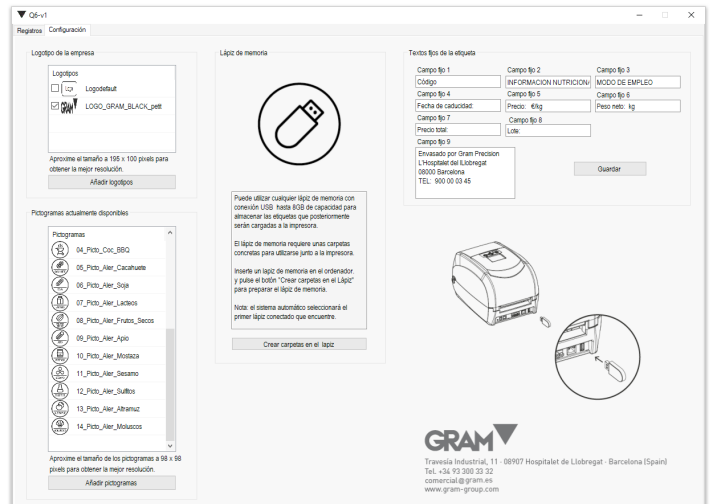 Q6-v1
Registros Configuración
Logotipo de la empresa
Logotipos
Logo Logodefault
GRAM LOGO_GRAM_BLACK_petit
Aproxime el tamaño a 195 x 100 pixels para
obtener la mejor resolución.
Añadir logotipos
Pictogramas actualmente disponibles
Pictogramas
04_Picto_Coc_BBQ
05_Picto_Aler_Cacahuete
06_Picto_Aler_Soja
07_Picto_Aler_Lacteos
08_Picto_Aler_Frutos_Secos
09_Picto_Aler_Apio
10_Picto_Aler_Mostaza
11_Picto_Aler_Sesamo
12_Picto_Aler_Sulfitos
13_Picto_Aler_Altramuz
14_Picto_Aler_Moluscos
Aproxime el tamaño de los pictogramas a 98 x 98
pixels para obtener la mejor resolución.
Añadir pictogramas
Lápiz de memoria
Puede utilizar cualquier lápiz de memoria con
conexión USB hasta 8GB de capacidad para
almacenar las etiquetas que posteriormente
serán cargadas a la impresora.
El lápiz de memoria requiere unas carpetas
concretas para utilizarse junto a la impresora.
Inserte un lapiz de memoria en el ordenador.
y pulse el botón "Crear carpetas en el Lápiz"
para preparar el lápiz de memoria.
Nota: el sistema automático seleccionará el
primer lápiz conectado que encuentre.
Crear carpetas en el lapiz
Textos fijos de la etiqueta
Campo fijo 1 Campo fijo 2 Campo fijo 3
Código INFORMACION NUTRICION MODO DE EMPLEO
Campo fijo 4 Campo fijo 5 Campo fijo 6
Fecha de caducidad: Precio: €/kg Peso neto: kg
Campo fijo 7 Campo fijo 8
Precio total: Lote:
Campo fijo 9
Envasado por Gram Precision
L'Hospitalet del lLlobregat
08000 Barcelona
TEL: 900 00 03 45
Guardar
GRAM
Travesía Industrial, 11 · 08907 Hospitalet de Llobregat · Barcelona (Spain)
Tel. +34 93 300 33 32
comercial@gram.es
www.gram-group.com